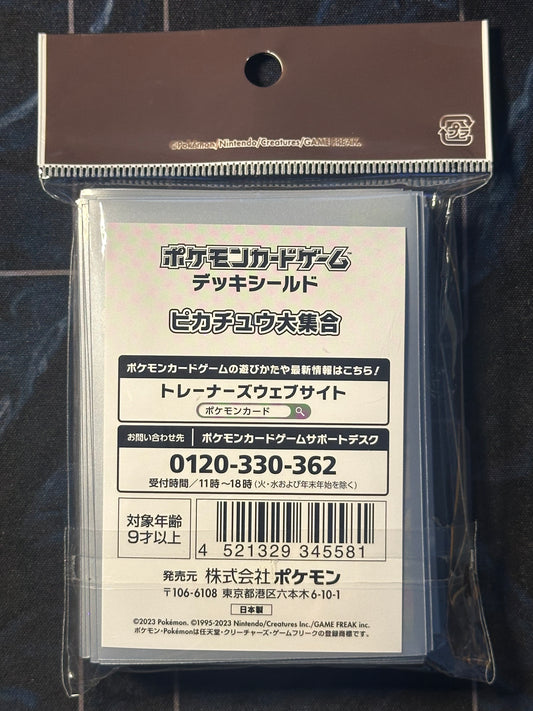 ©Pokémon/Nintendo/Creatures/GAME FREAK.
プラ
ポケモンカードゲーム
デッキシールド
ピカチュウ大集合
ポケモンカードゲームの遊びかたや最新情報はこちら!
トレーナーズウェブサイト
ポケモンカード
お問い合わせ先 ポケモンカードゲームサポートデスク
0120-330-362
受付時間/11時~18時(火・水および年末年始を除く)
対象年齢
9才以上
4 521329 345581
発売元 株式会社ポケモン
〒106-6108 東京都港区六本木6-10-1
日本製
©2023 Pokémon. ©1995-2023 Nintendo/Creatures Inc./GAME FREAK inc.
ポケモン・Pokémonは任天堂・クリーチャーズ・ゲームフリークの登録商標です。